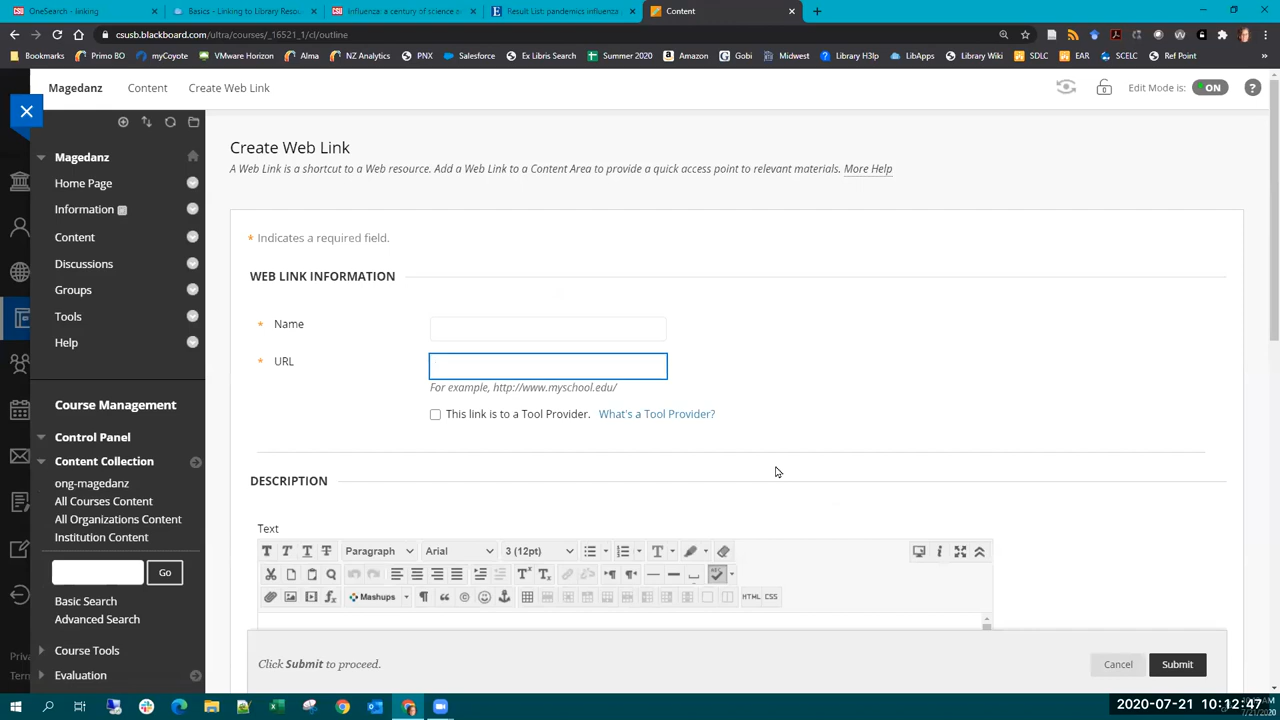 OneSearch - linking
Basics - Linking to Library Resou
Influenza: a century of science a
Result List: pandemics influenza
Content
csusb.blackboard.com/ultra/courses/_16521_1/cl/outline
Bookmarks
Primo BO
myCoyote
VMware Horizon
Alma
NZ Analytics
PNX
Salesforce
Ex Libris Search
Summer 2020
Amazon
Gobi
Midwest
Library H3lp
LibApps
Library Wiki
SDLC
EAR
SCELC
Ref Point
Magedanz
Content
Create Web Link
Edit Mode is:
ON
?
Magedanz
Home Page
Information
Content
Discussions
Groups
Tools
Help
Course Management
Control Panel
Content Collection
ong-magedanz
All Courses Content
All Organizations Content
Institution Content
Go
Basic Search
Advanced Search
Course Tools
Evaluation
Priva
Term
Create Web Link
A Web Link is a shortcut to a Web resource. Add a Web Link to a Content Area to provide a quick access point to relevant materials. More Help
* Indicates a required field.
WEB LINK INFORMATION
* Name
* URL
For example, http://www.myschool.edu/
This link is to a Tool Provider. What's a Tool Provider?
DESCRIPTION
Text
T T T T Paragraph Arial 3 (12pt)
Mashups
HTML CSS
Click Submit to proceed.
Cancel
Submit
2020-07-21 10:12:47